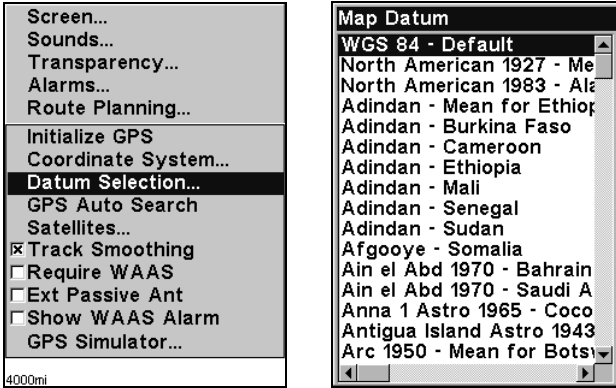 Screen...
Sounds...
Transparency...
Alarms...
Route Planning...
Initialize GPS
Coordinate System...
Datum Selection...
GPS Auto Search
Satellites...
Track Smoothing
Require WAAS
Ext Passive Ant
Show WAAS Alarm
GPS Simulator...
4000mi
Map Datum
WGS 84 - Default
North American 1927 - Me
North American 1983 - Ala
Adindan - Mean for Ethiop
Adindan - Burkina Faso
Adindan - Cameroon
Adindan - Ethiopia
Adindan - Mali
Adindan - Senegal
Adindan - Sudan
Afgooye - Somalia
Ain el Abd 1970 - Bahrain
Ain el Abd 1970 - Saudi A
Anna 1 Astro 1965 - Coco
Antigua Island Astro 1943
Arc 1950 - Mean for Botsw